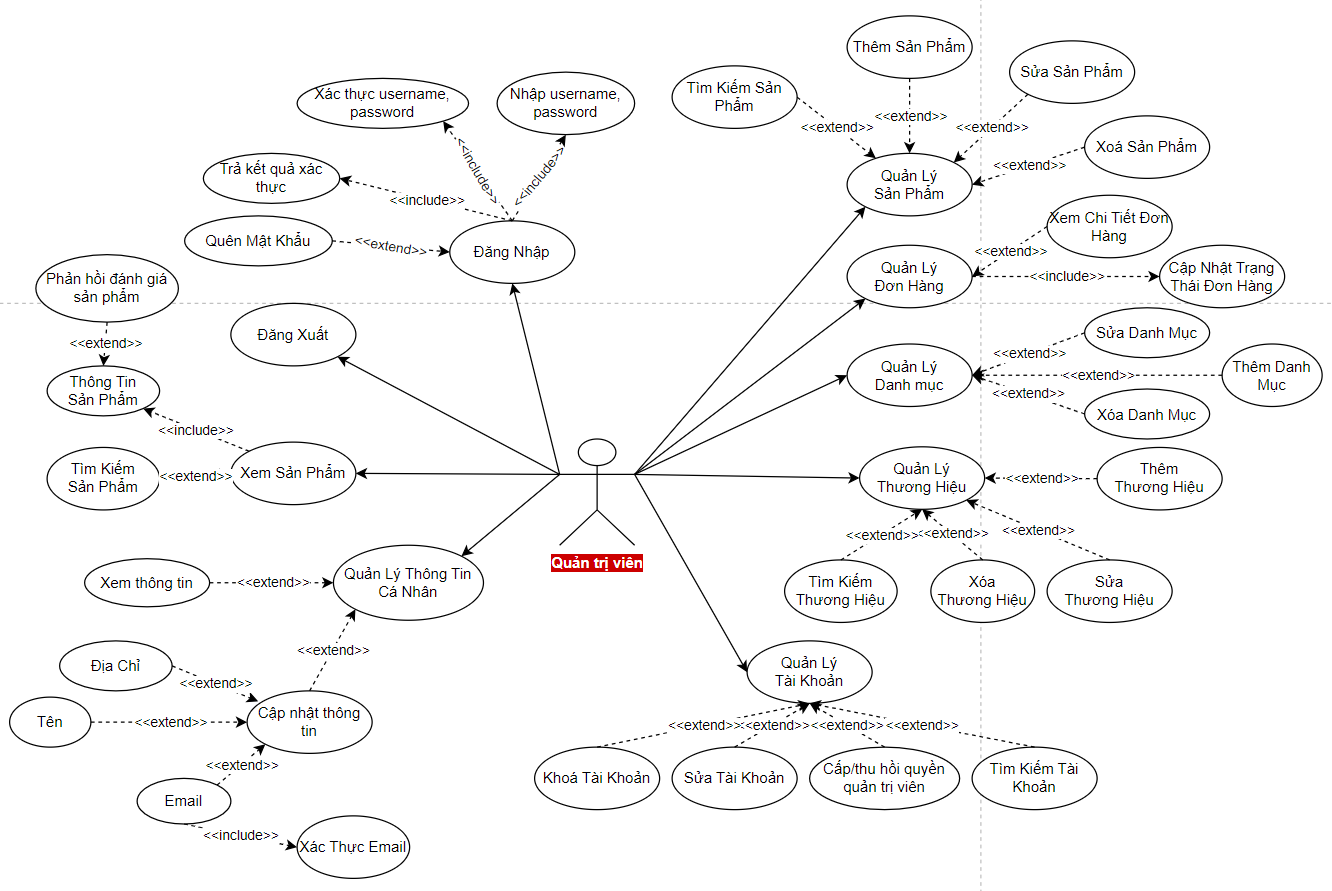 Thêm Sản Phẩm
Sửa Sản Phẩm
Tìm Kiếm Sản
Phẩm
Xác thực username,
password
Nhập username,
password
<<extend>>
<<extend>>
<<extend>>
Xoá Sản Phẩm
<<extend>>
<<include>>
<<include>>
Trả kết quả xác
thực
<<include>>
Quản Lý
Sản Phẩm
Quên Mật Khẩu
<<extend>>
Đăng Nhập
Xem Chi Tiết Đơn
Hàng
<<extend>>
Quản Lý
Đơn Hàng
<<include>>
Cập Nhật Trạng
Thái Đơn Hàng
Phản hồi đánh giá
sản phẩm
<<extend>>
Đăng Xuất
Sửa Danh Mục
<<extend>>
Quản Lý
Danh mục
<<extend>>
Thêm Danh
Mục
<<extend>>
Xóa Danh Mục
Thông Tin
Sản Phẩm
<<include>>
Tìm Kiếm
Sản Phẩm
<<extend>>
Xem Sản Phẩm
Quản Lý
Thương Hiệu
<<extend>>
Thêm
Thương Hiệu
<<extend>>
<<extend>>
<<extend>>
Quản trị viên
Xem thông tin
<<extend>>
Quản Lý Thông Tin
Cá Nhân
Tìm Kiếm
Thương Hiệu
Xóa
Thương Hiệu
Sửa
Thương Hiệu
<<extend>>
Địa Chỉ
<<extend>>
Quản Lý
Tài Khoản
Tên
<<extend>>
Cập nhật thông
tin
<<extend>>
<<extend>>
<<extend>>
<<extend>>
<<extend>>
Email
Khoá Tài Khoản
Sửa Tài Khoản
Cấp/thu hồi quyền
quản trị viên
Tìm Kiếm Tài
Khoản
<<include>>
Xác Thực Email